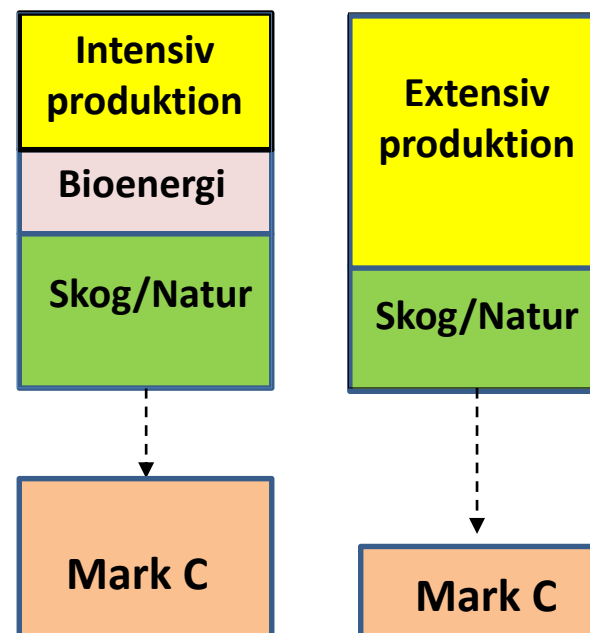 Intensiv
produktion
Bioenergi
Skog/Natur
Mark C
Extensiv
produktion
Skog/Natur
Mark C